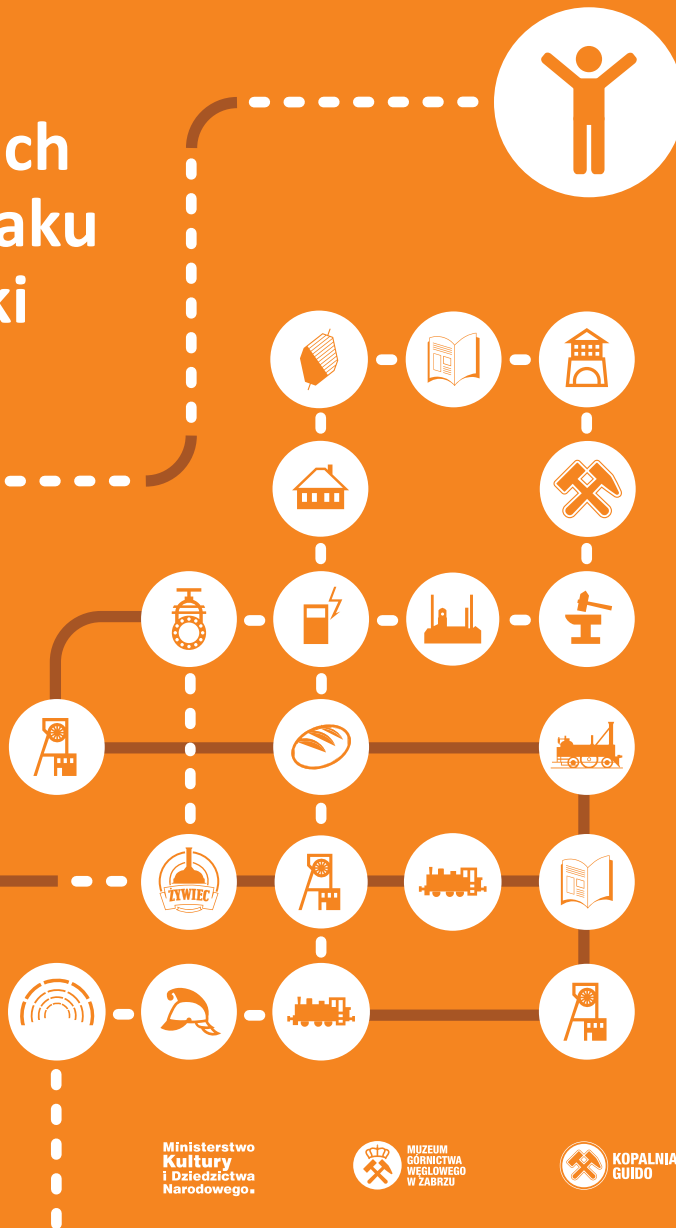 ch
aku
ki
ŻYWIEC
Ministerstwo
Kultury
i Dziedzictwa
Narodowego.
MUZEUM
GÓRNICTWA
WĘGLOWEGO
W ZABRZU
KOPALNIA
GUIDO